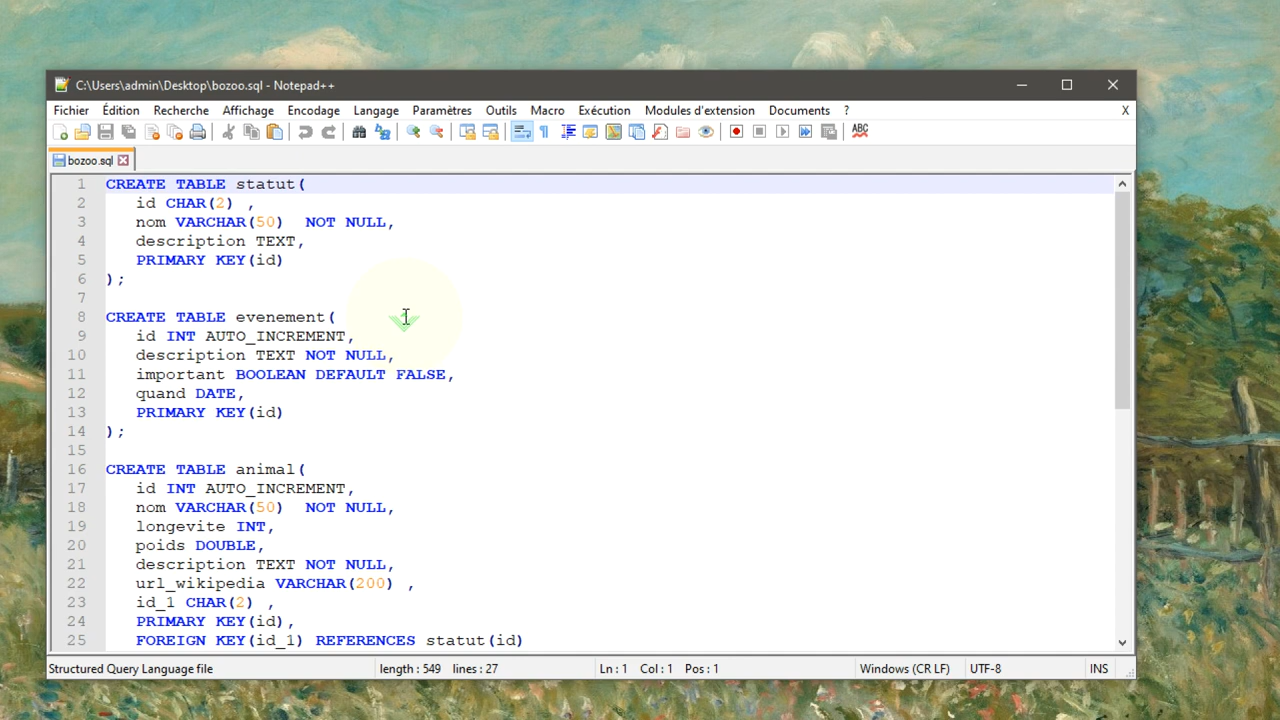 C:\Users\admin\Desktop\bozoo.sql - Notepad++
Fichier Édition Recherche Affichage Encodage Langage Paramètres Outils Macro Exécution Modules d'extension Documents ? X
ABC
bozoo.sql
1 CREATE TABLE statut(
2 id CHAR(2) ,
3 nom VARCHAR(50)  NOT NULL,
4 description TEXT,
5 PRIMARY KEY(id)
6 );
7
8 CREATE TABLE evenement(
9 id INT AUTO_INCREMENT,
10 description TEXT NOT NULL,
11 important BOOLEAN DEFAULT FALSE,
12 quand DATE,
13 PRIMARY KEY(id)
14 );
15
16 CREATE TABLE animal(
17 id INT AUTO_INCREMENT,
18 nom VARCHAR(50)  NOT NULL,
19 longevite INT,
20 poids DOUBLE,
21 description TEXT NOT NULL,
22 url_wikipedia VARCHAR(200) ,
23 id_1 CHAR(2) ,
24 PRIMARY KEY(id),
25 FOREIGN KEY(id_1) REFERENCES statut(id)
Structured Query Language file length : 549 lines : 27 Ln : 1 Col : 1 Pos : 1 Windows (CR LF) UTF-8 INS